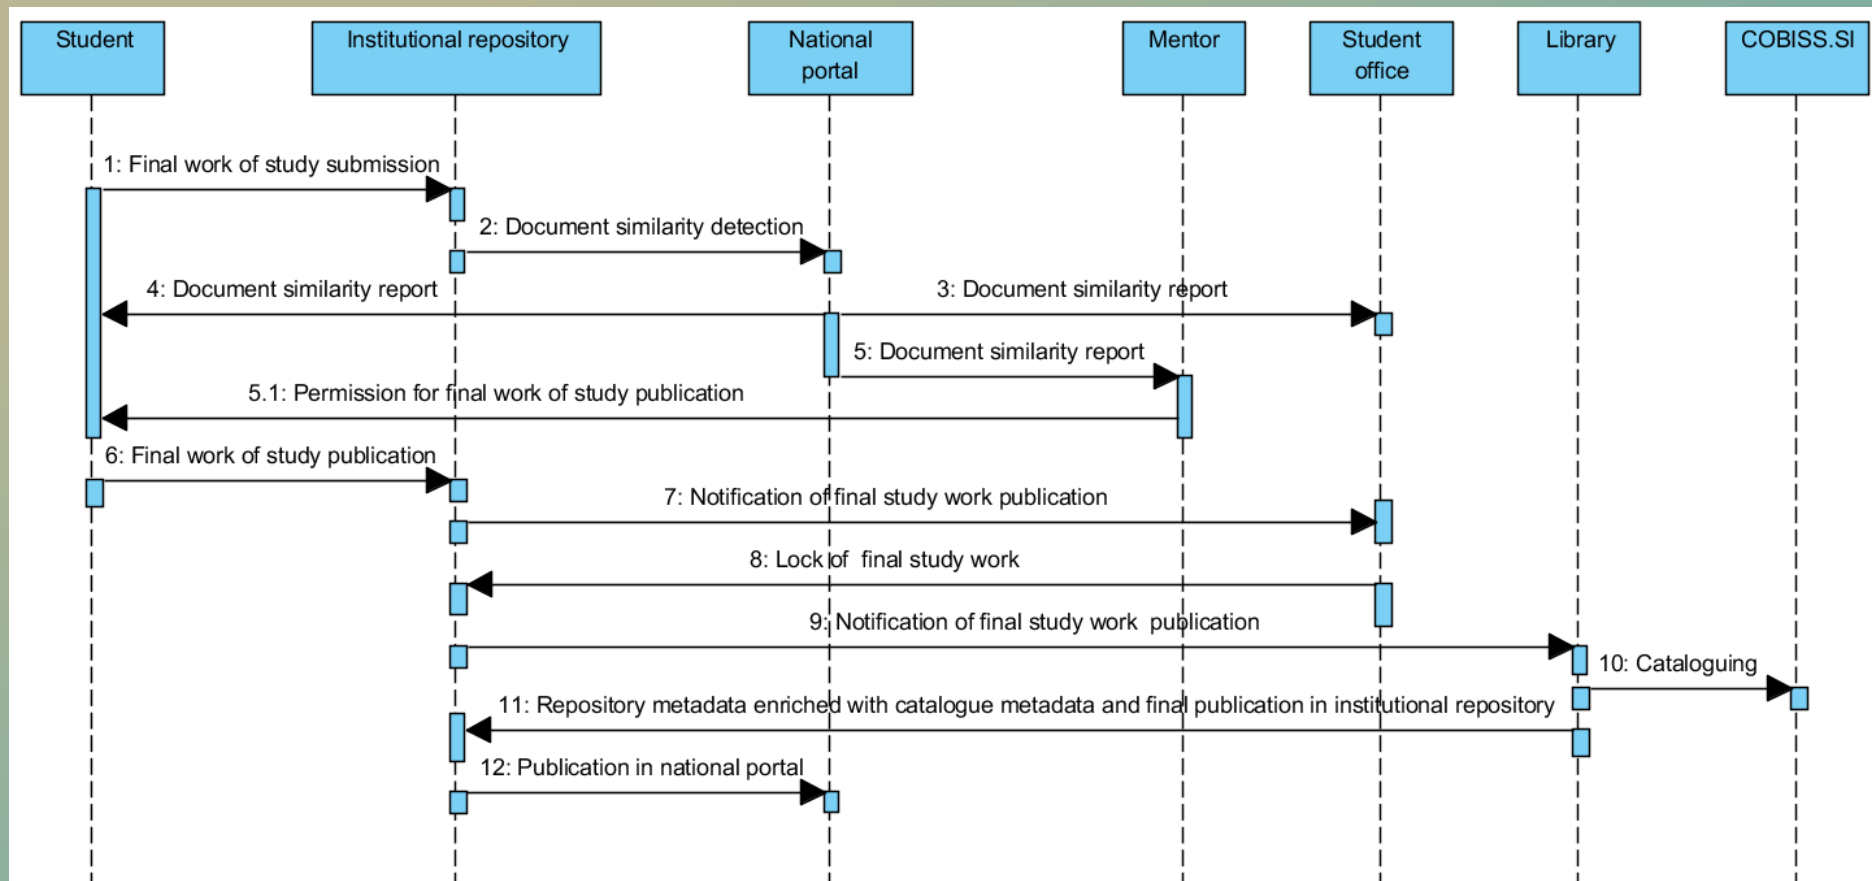 Student
Institutional repository
National
portal
Mentor
Student
office
Library
COBISS.SI
1: Final work of study submission
2: Document similarity detection
4: Document similarity report
3: Document similarity report
5: Document similarity report
5.1: Permission for final work of study publication
6: Final work of study publication
7: Notification of final study work publication
8: Lock of  final study work
9: Notification of final study work  publication
10: Cataloguing
11: Repository metadata enriched with catalogue metadata and final publication in institutional repository
12: Publication in national portal